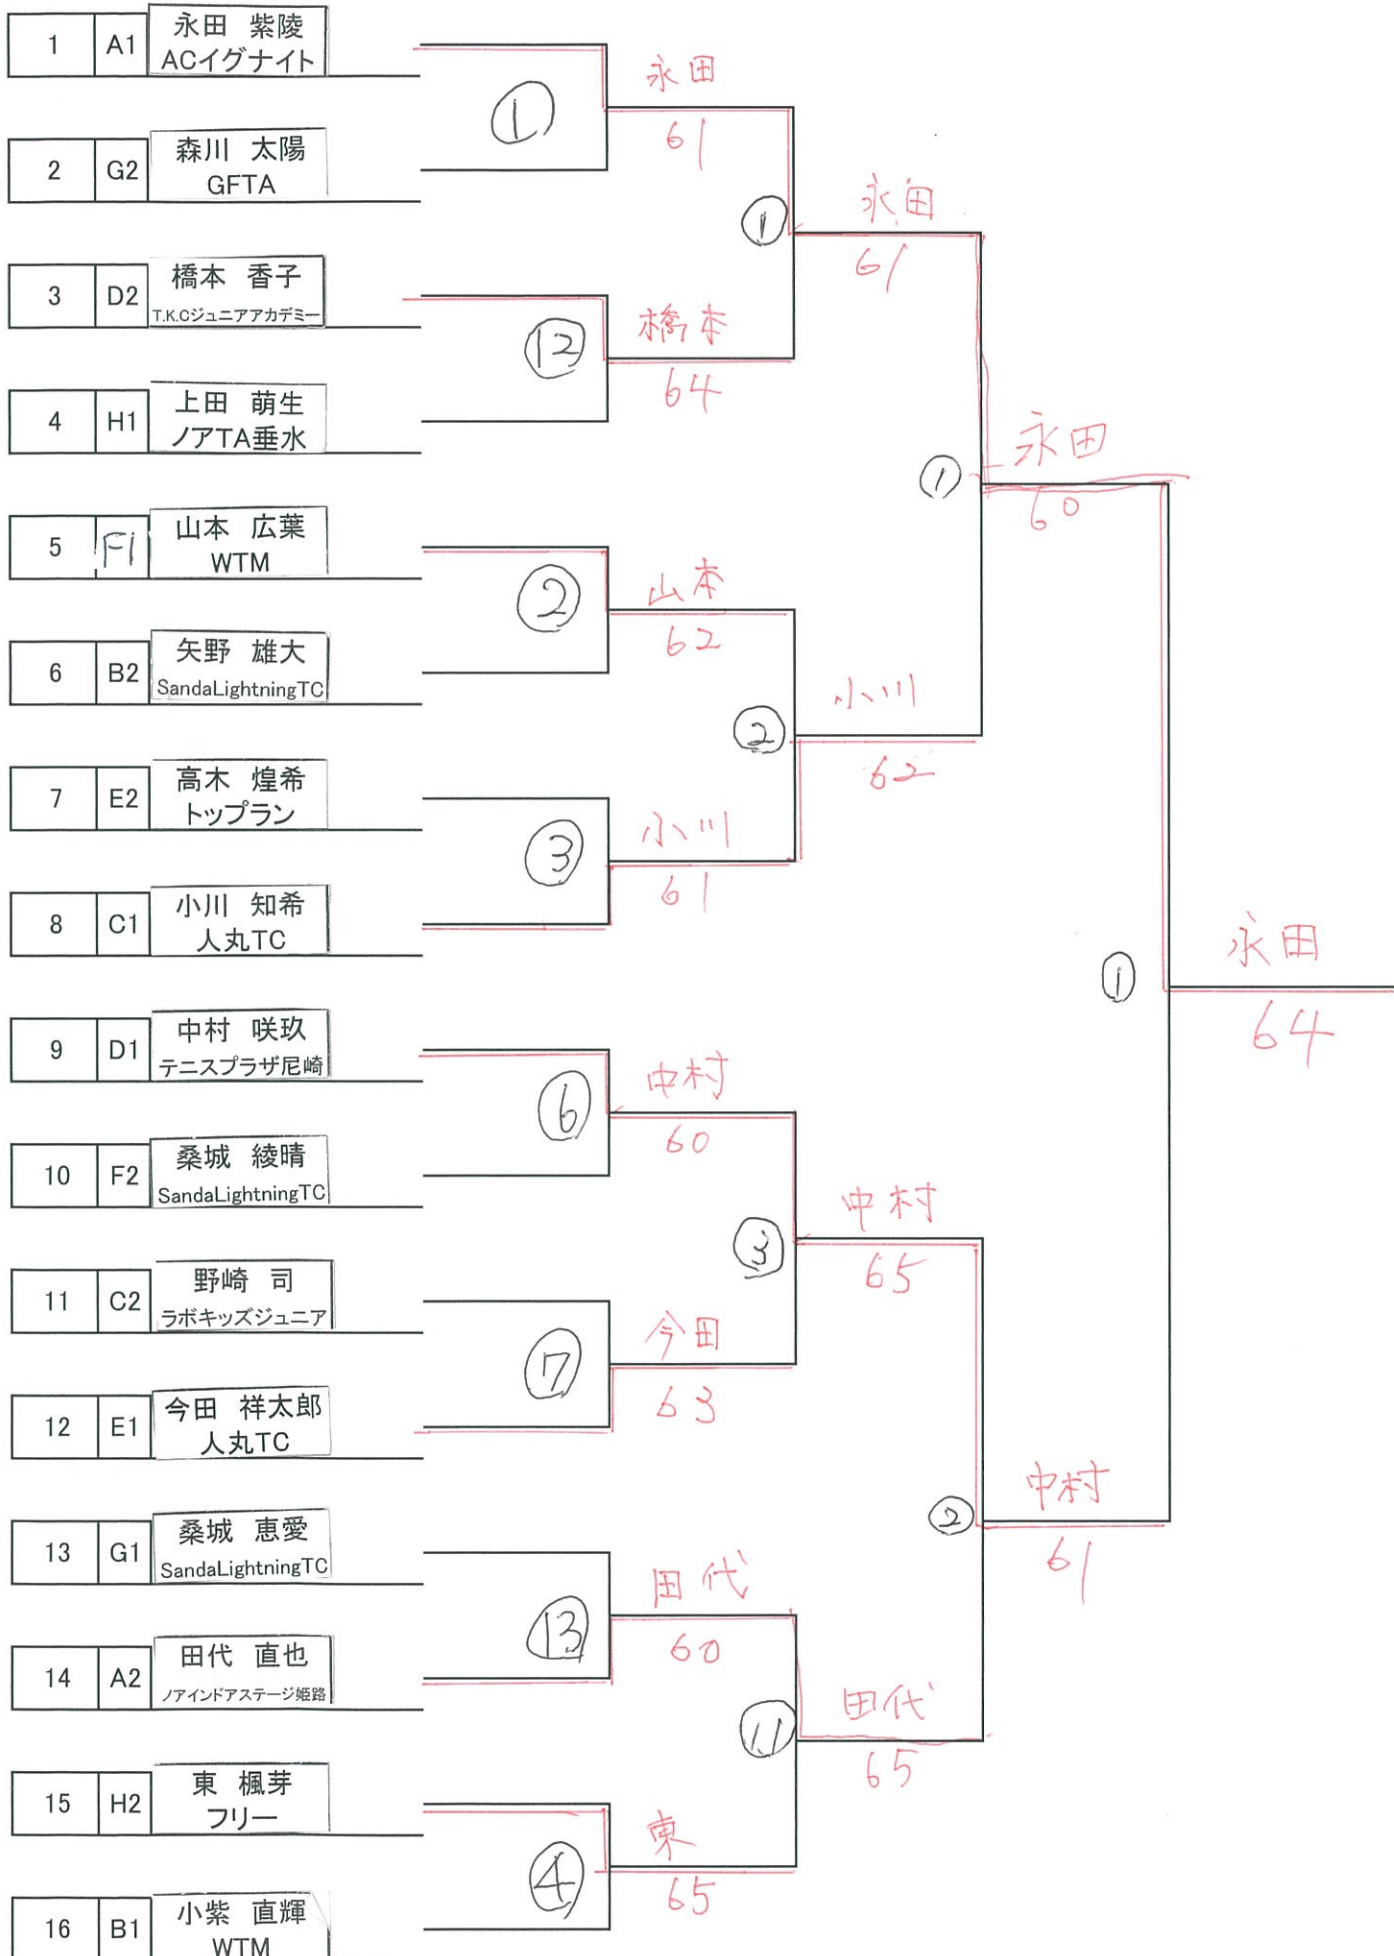 1 A1 永田 紫陵
ACイグナイト
2 G2 森川 太陽
GFTA
3 D2 橋本 香子
T.K.Cジュニアアカデミー
4 H1 上田 萌生
ノアTA垂水
5 F1 山本 広葉
WTM
6 B2 矢野 雄大
SandaLightningTC
7 E2 高木 煌希
トップラン
8 C1 小川 知希
人丸TC
9 D1 中村 咲玖
テニスプラザ尼崎
10 F2 桑城 綾晴
SandaLightningTC
11 C2 野崎 司
ラボキッズジュニア
12 E1 今田 祥太郎
人丸TC
13 G1 桑城 恵愛
SandaLightningTC
14 A2 田代 直也
ノアインドアステージ姫路
15 H2 東 楓芽
フリー
16 B1 小紫 直輝
WTM
①
永田
61
⑫
橋本
64
②
山本
62
③
小川
61
⑥
中村
60
⑦
今田
63
⑬
田代
60
④
東
65
①
永田
61
②
小川
62
③
中村
65
⑪
田代
65
①
永田
60
②
中村
61
①
永田
64